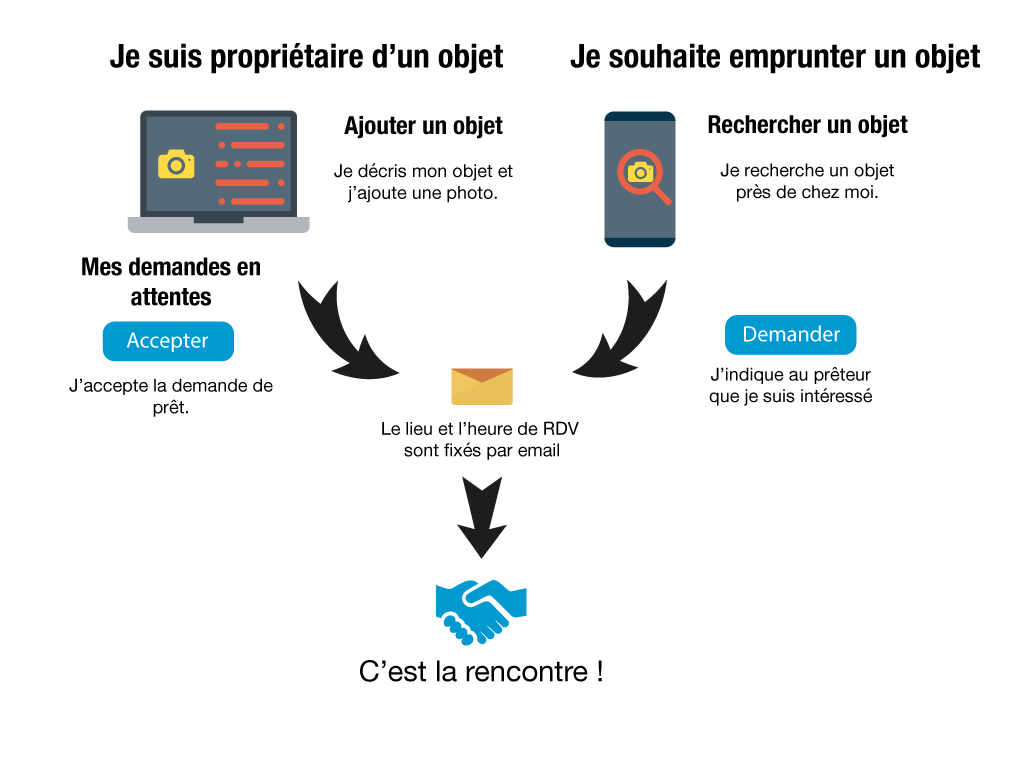 Je suis propriétaire d’un objet
Ajouter un objet
Je décris mon objet et
j’ajoute une photo.
Mes demandes en
attentes
Accepter
J’accepte la demande de
prêt.
Je souhaite emprunter un objet
Rechercher un objet
Je recherche un objet
près de chez moi.
Demander
J’indique au prêteur
que je suis intéressé
Le lieu et l’heure de RDV
sont fixés par email
C’est la rencontre !